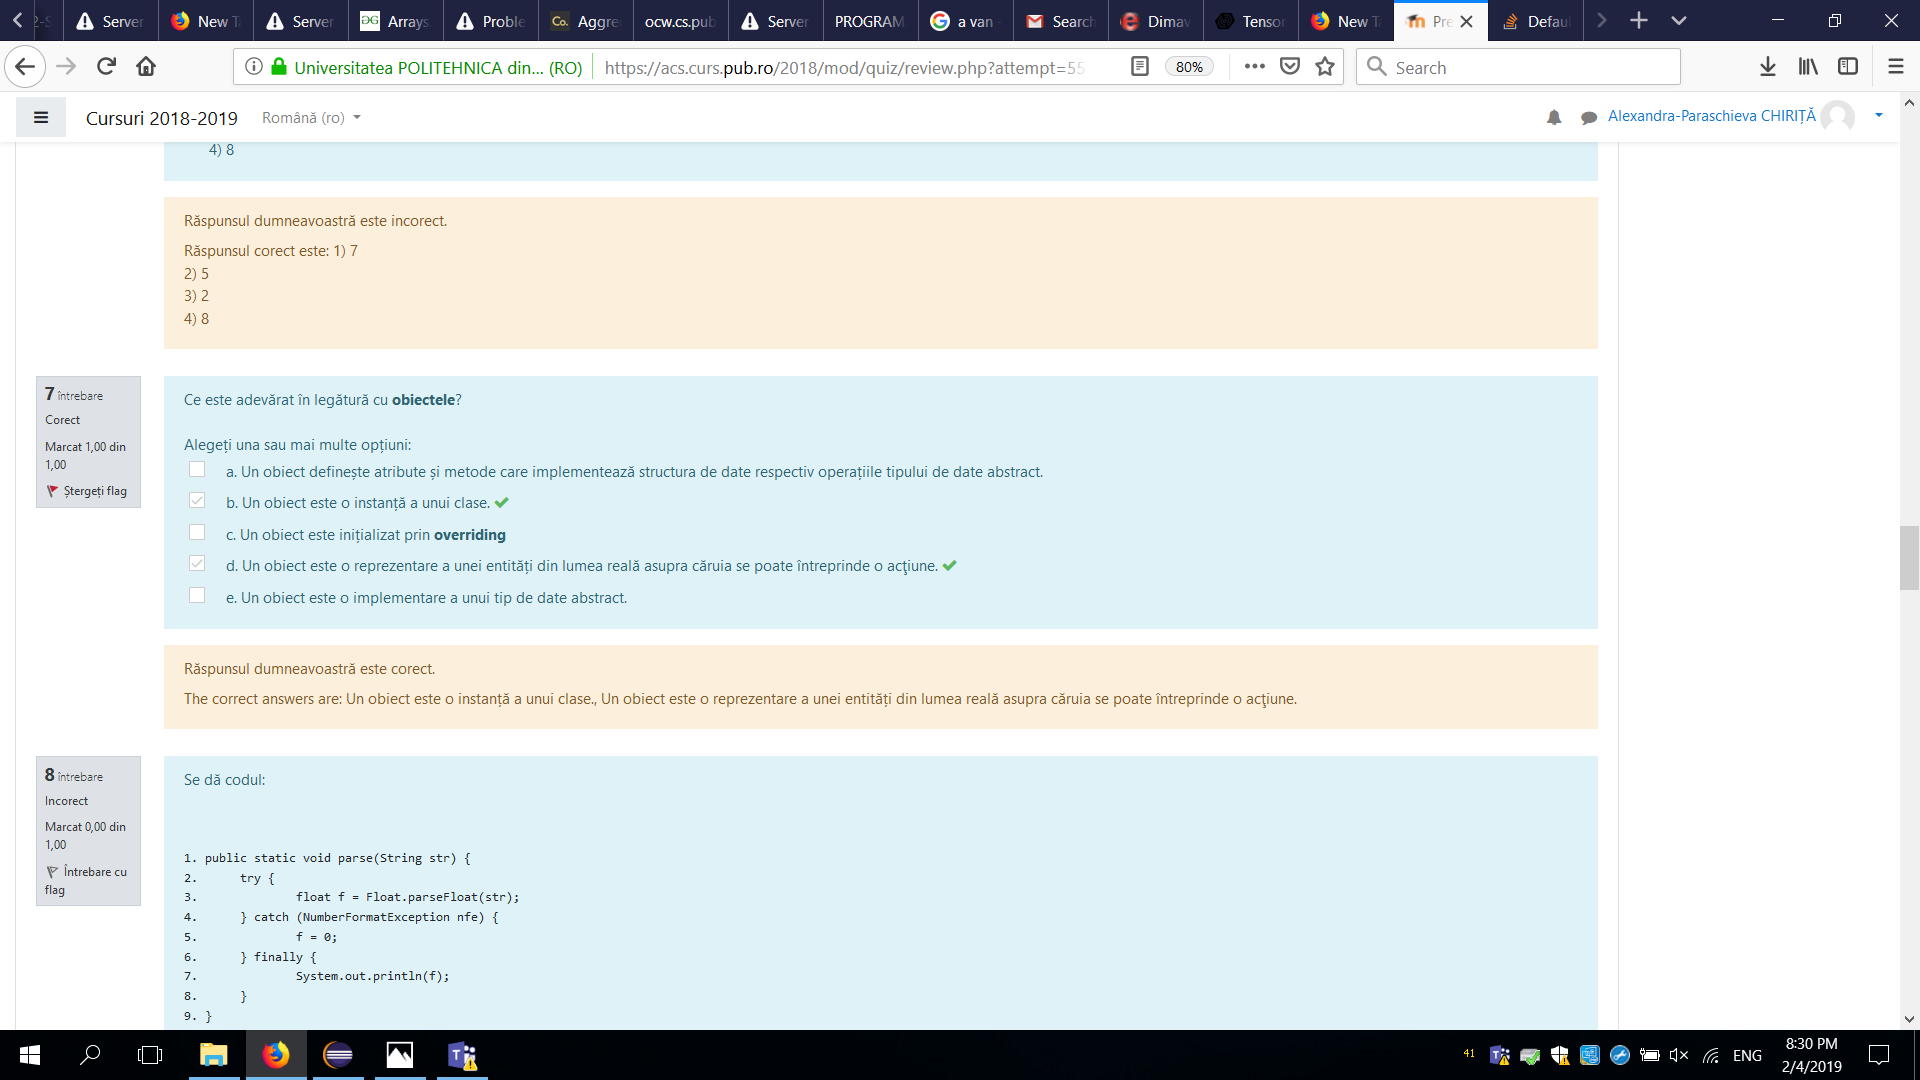 Server
New Ta
Server
Arrays.
Proble
Co. Aggre
ocw.cs.pub
Server
PROGRAM
a van
Search
Dimav
Tensor
New Ta
Pre
Defau
Universitatea POLITEHNICA din... (RO)
https://acs.curs.pub.ro/2018/mod/quiz/review.php?attempt=55
80%
Search
Cursuri 2018-2019
Română (ro)
Alexandra-Paraschieva CHIRIȚĂ
4) 8
Răspunsul dumneavoastră este incorect.
Răspunsul corect este: 1) 7
2) 5
3) 2
4) 8
7 întrebare
Corect
Marcat 1,00 din
1,00
Ștergeți flag
Ce este adevărat în legătură cu obiectele?
Alegeți una sau mai multe opțiuni:
a. Un obiect definește atribute și metode care implementează structura de date respectiv operațiile tipului de date abstract.
b. Un obiect este o instanță a unui clase.
c. Un obiect este inițializat prin overriding
d. Un obiect este o reprezentare a unei entități din lumea reală asupra căruia se poate întreprinde o acţiune.
e. Un obiect este o implementare a unui tip de date abstract.
Răspunsul dumneavoastră este corect.
The correct answers are: Un obiect este o instanță a unui clase., Un obiect este o reprezentare a unei entități din lumea reală asupra căruia se poate întreprinde o acţiune.
8 întrebare
Incorect
Marcat 0,00 din
1,00
Întrebare cu
flag
Se dă codul:
1. public static void parse(String str) {
2. try {
3. float f = Float.parseFloat(str);
4. } catch (NumberFormatException nfe) {
5. f = 0;
6. } finally {
7. System.out.println(f);
8. }
9. }
41
ENG
8:30 PM
2/4/2019